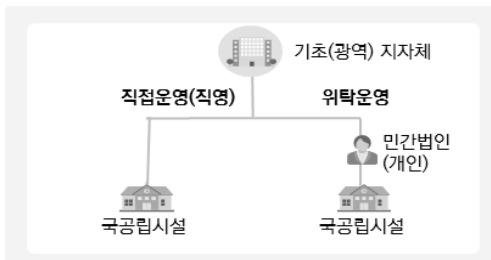 기초(광역) 지자체
직접운영(직영)
위탁운영
민간법인
(개인)
국공립시설
국공립시설